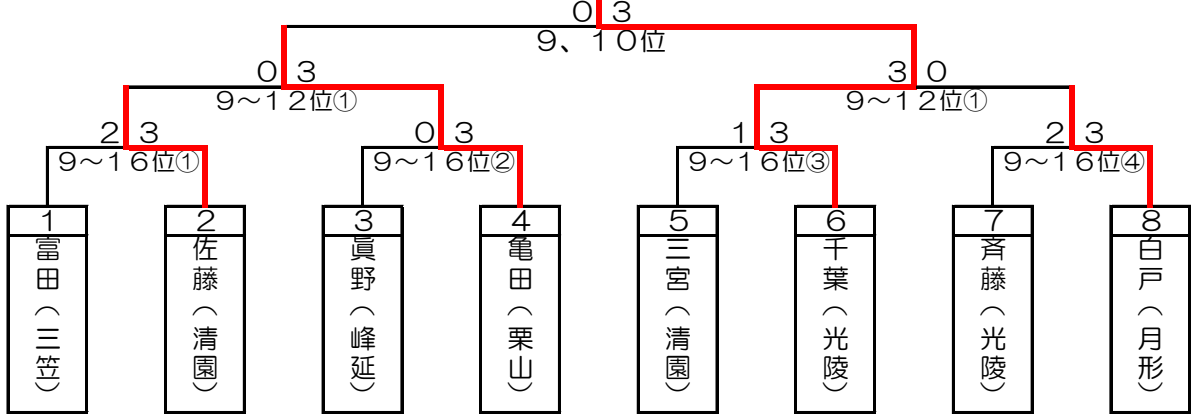 ０ ３
９、１０位
０ ３
９～１２位①
３ ０
９～１２位①
２ ３
９～１６位①
０ ３
９～１６位②
１ ３
９～１６位③
２ ３
９～１６位④
１
富田（三笠）
２
佐藤（清園）
３
眞野（峰延）
４
亀田（栗山）
５
三宮（清園）
６
千葉（光陵）
７
斉藤（光陵）
８
白戸（月形）